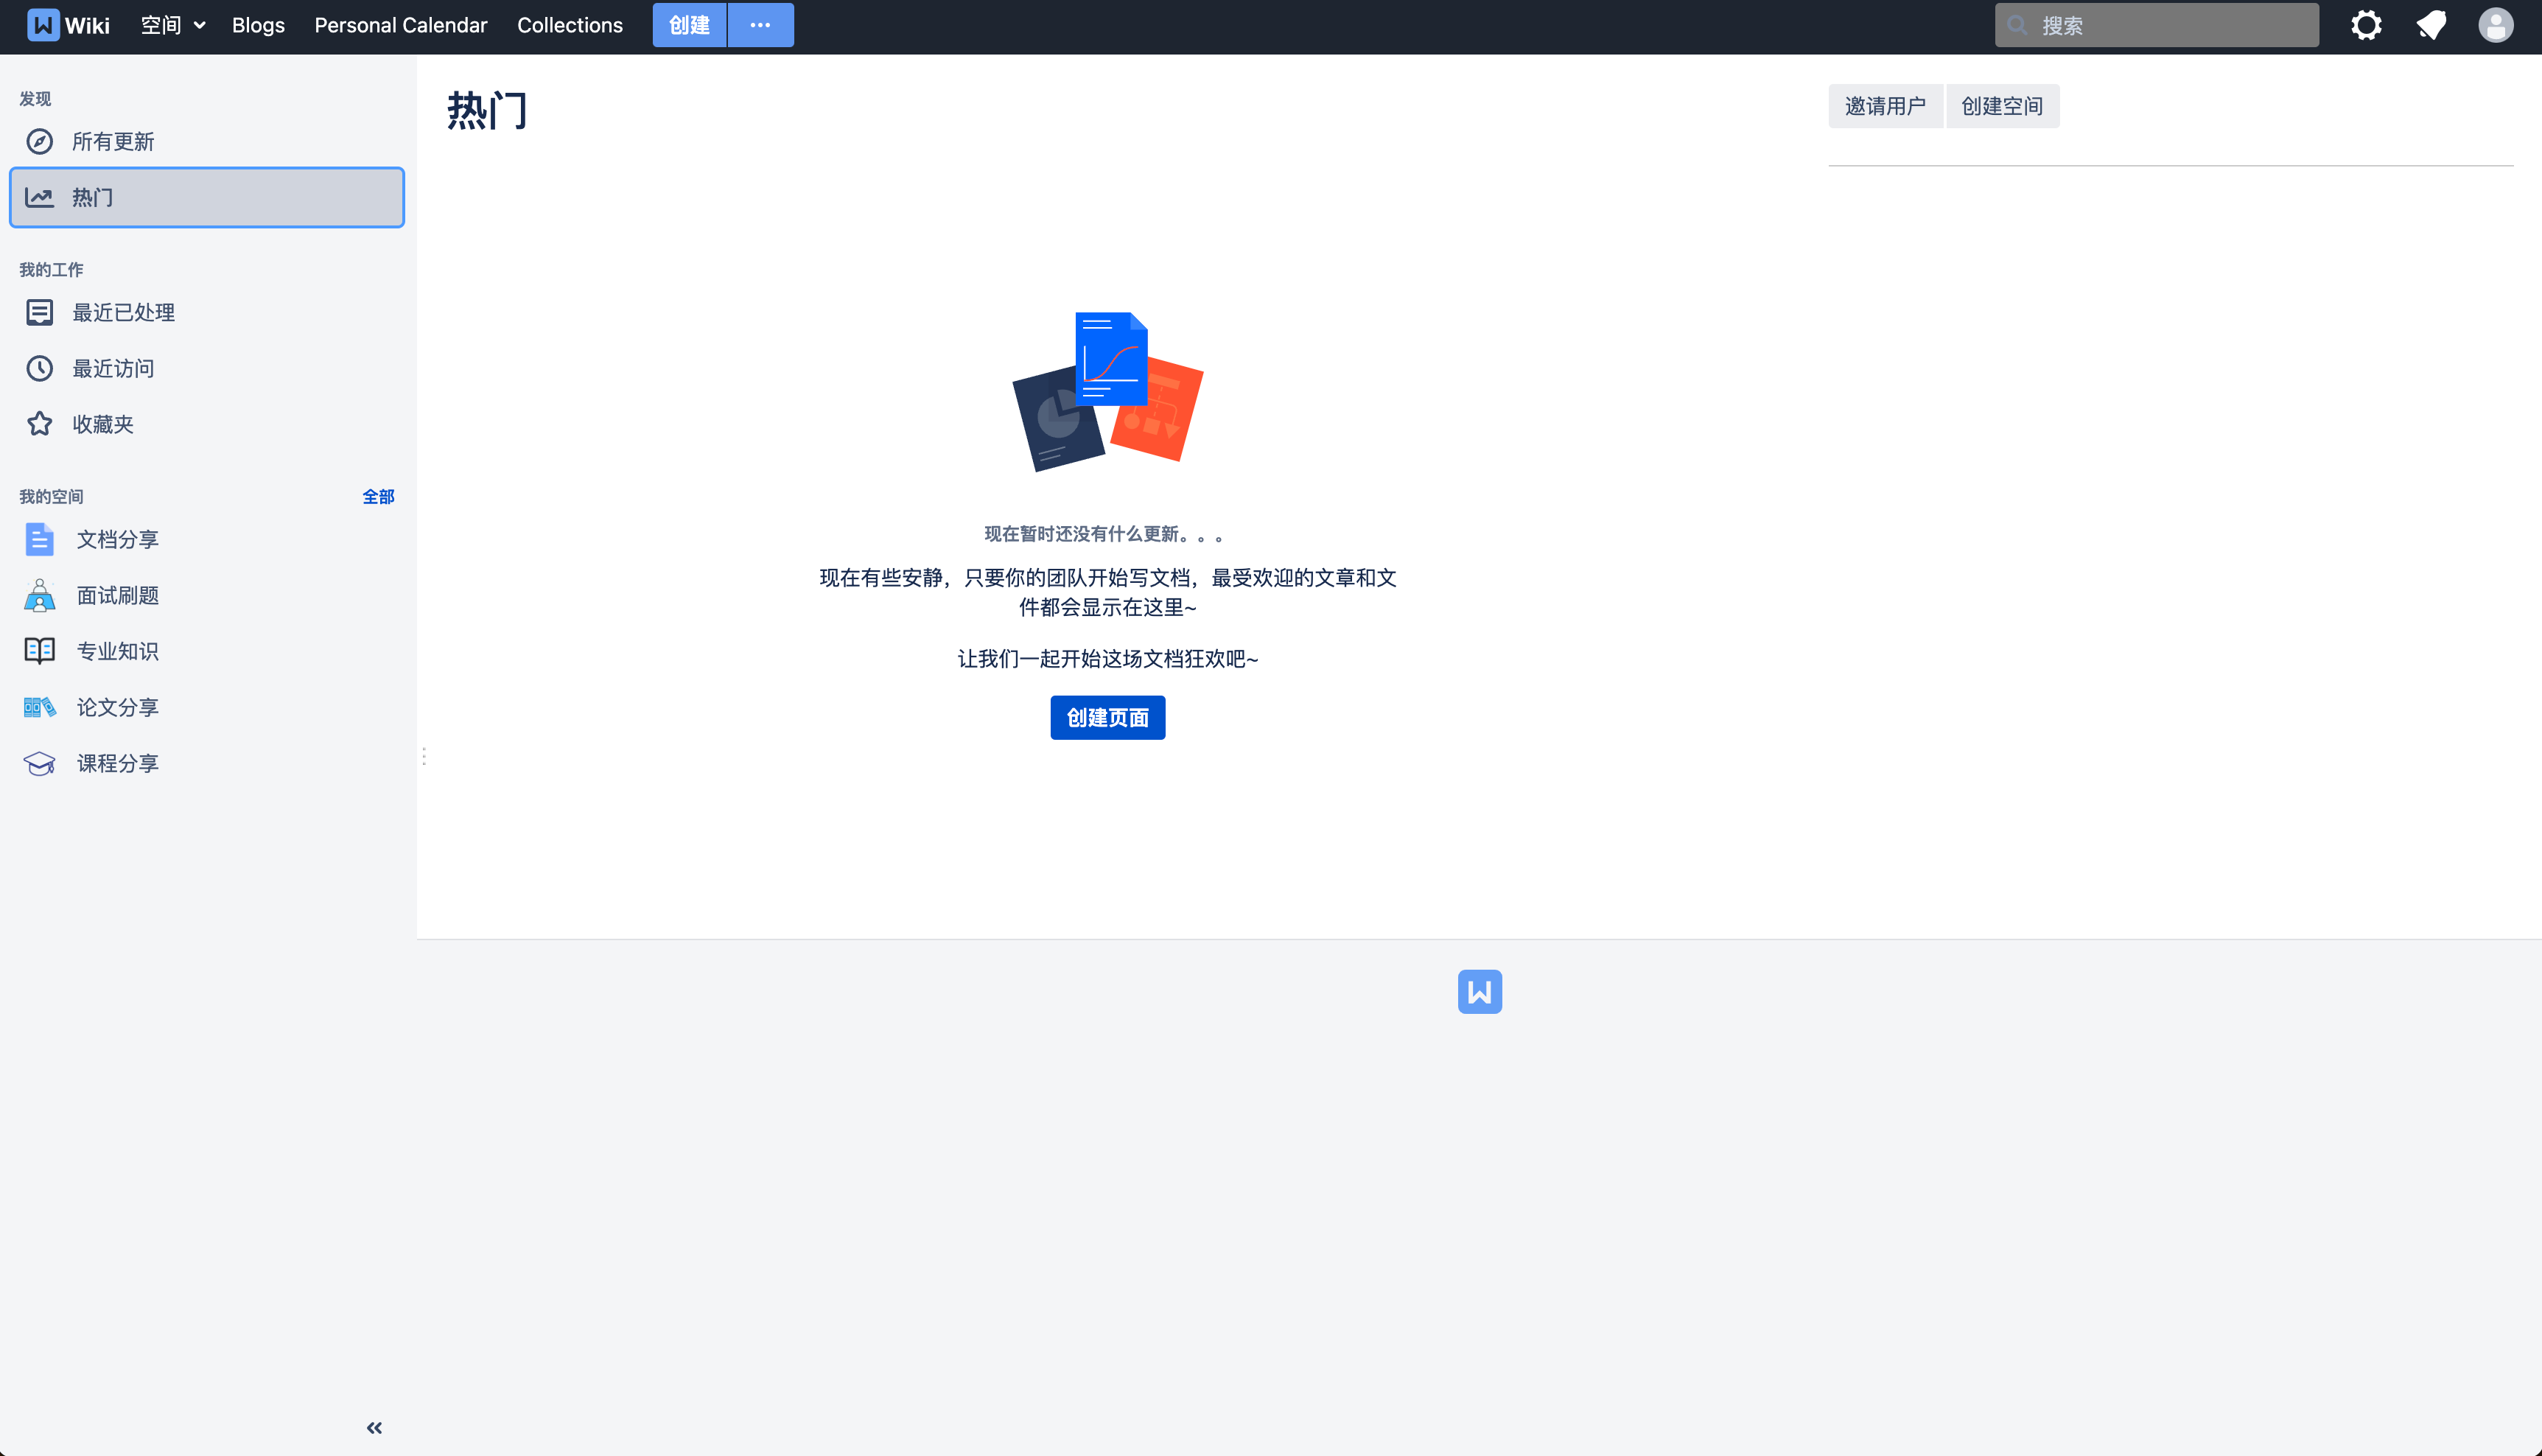 Wiki
空间
Blogs
Personal Calendar
Collections
创建
搜索
发现
所有更新
热门
我的工作
最近已处理
最近访问
收藏夹
我的空间
全部
文档分享
面试刷题
专业知识
论文分享
课程分享
热门
邀请用户
创建空间
现在暂时还没有什么更新。。。
现在有些安静，只要你的团队开始写文档，最受欢迎的文章和文
件都会显示在这里~
让我们一起开始这场文档狂欢吧~
创建页面